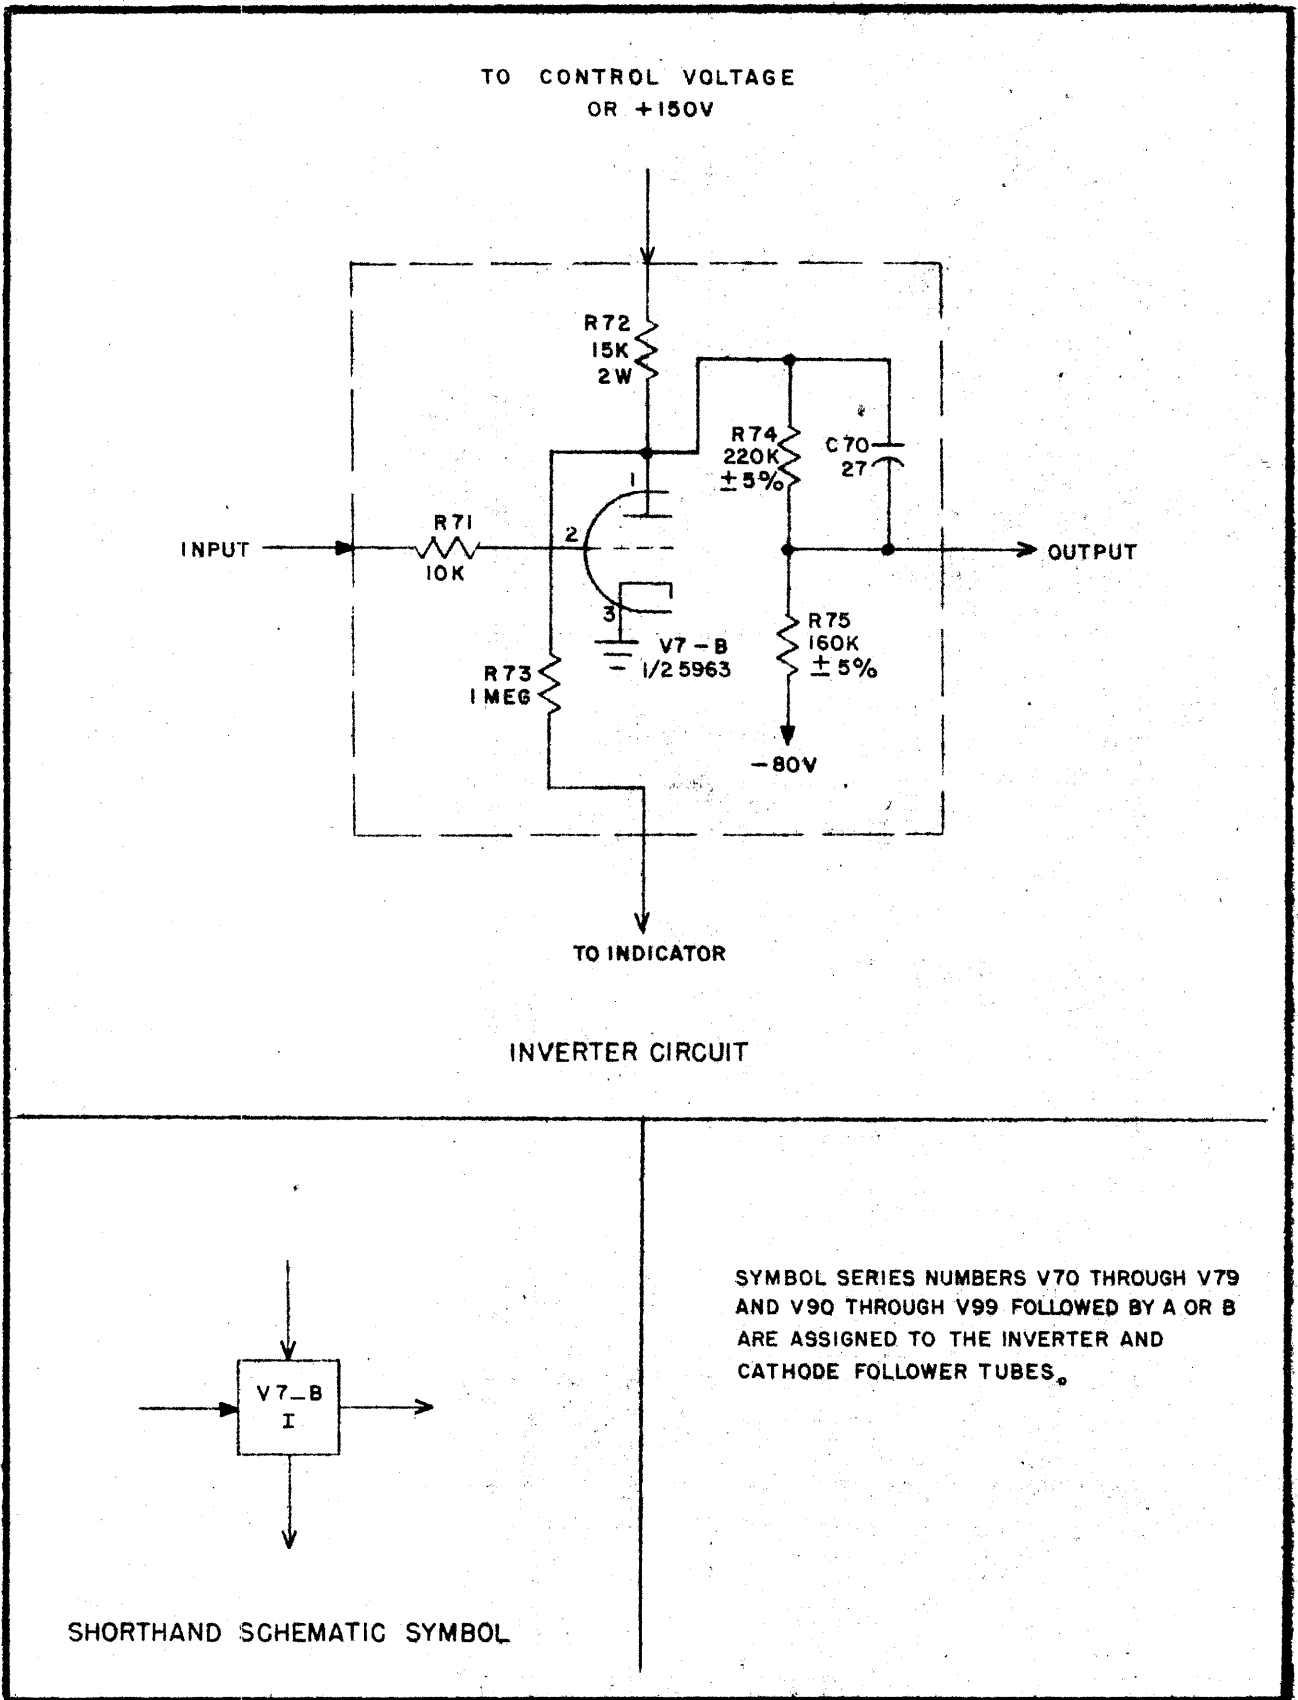 TO CONTROL VOLTAGE
OR +150V
R72
15K
2W
R74
220K
±5%
C70
27
1
2
3
INPUT
R71
10K
OUTPUT
V7-B
1/2 5963
R75
160K
±5%
R73
1 MEG
-80V
TO INDICATOR
INVERTER CIRCUIT
V7_B
I
SHORTHAND SCHEMATIC SYMBOL
SYMBOL SERIES NUMBERS V70 THROUGH V79
AND V90 THROUGH V99 FOLLOWED BY A OR B
ARE ASSIGNED TO THE INVERTER AND
CATHODE FOLLOWER TUBES.